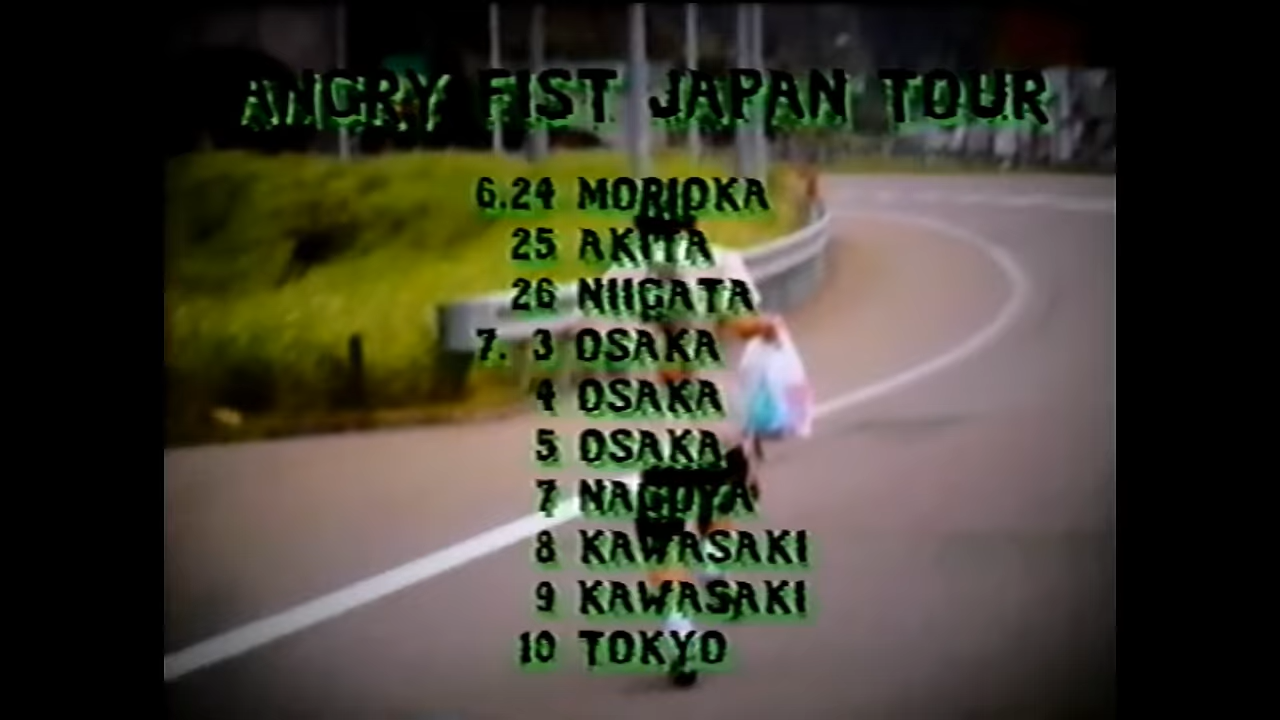 ANGRY FIST JAPAN TOUR
6.24 MORIOKA
25 AKITA
26 NIIGATA
7. 3 OSAKA
4 OSAKA
5 OSAKA
7 NAGOYA
8 KAWASAKI
9 KAWASAKI
10 TOKYO